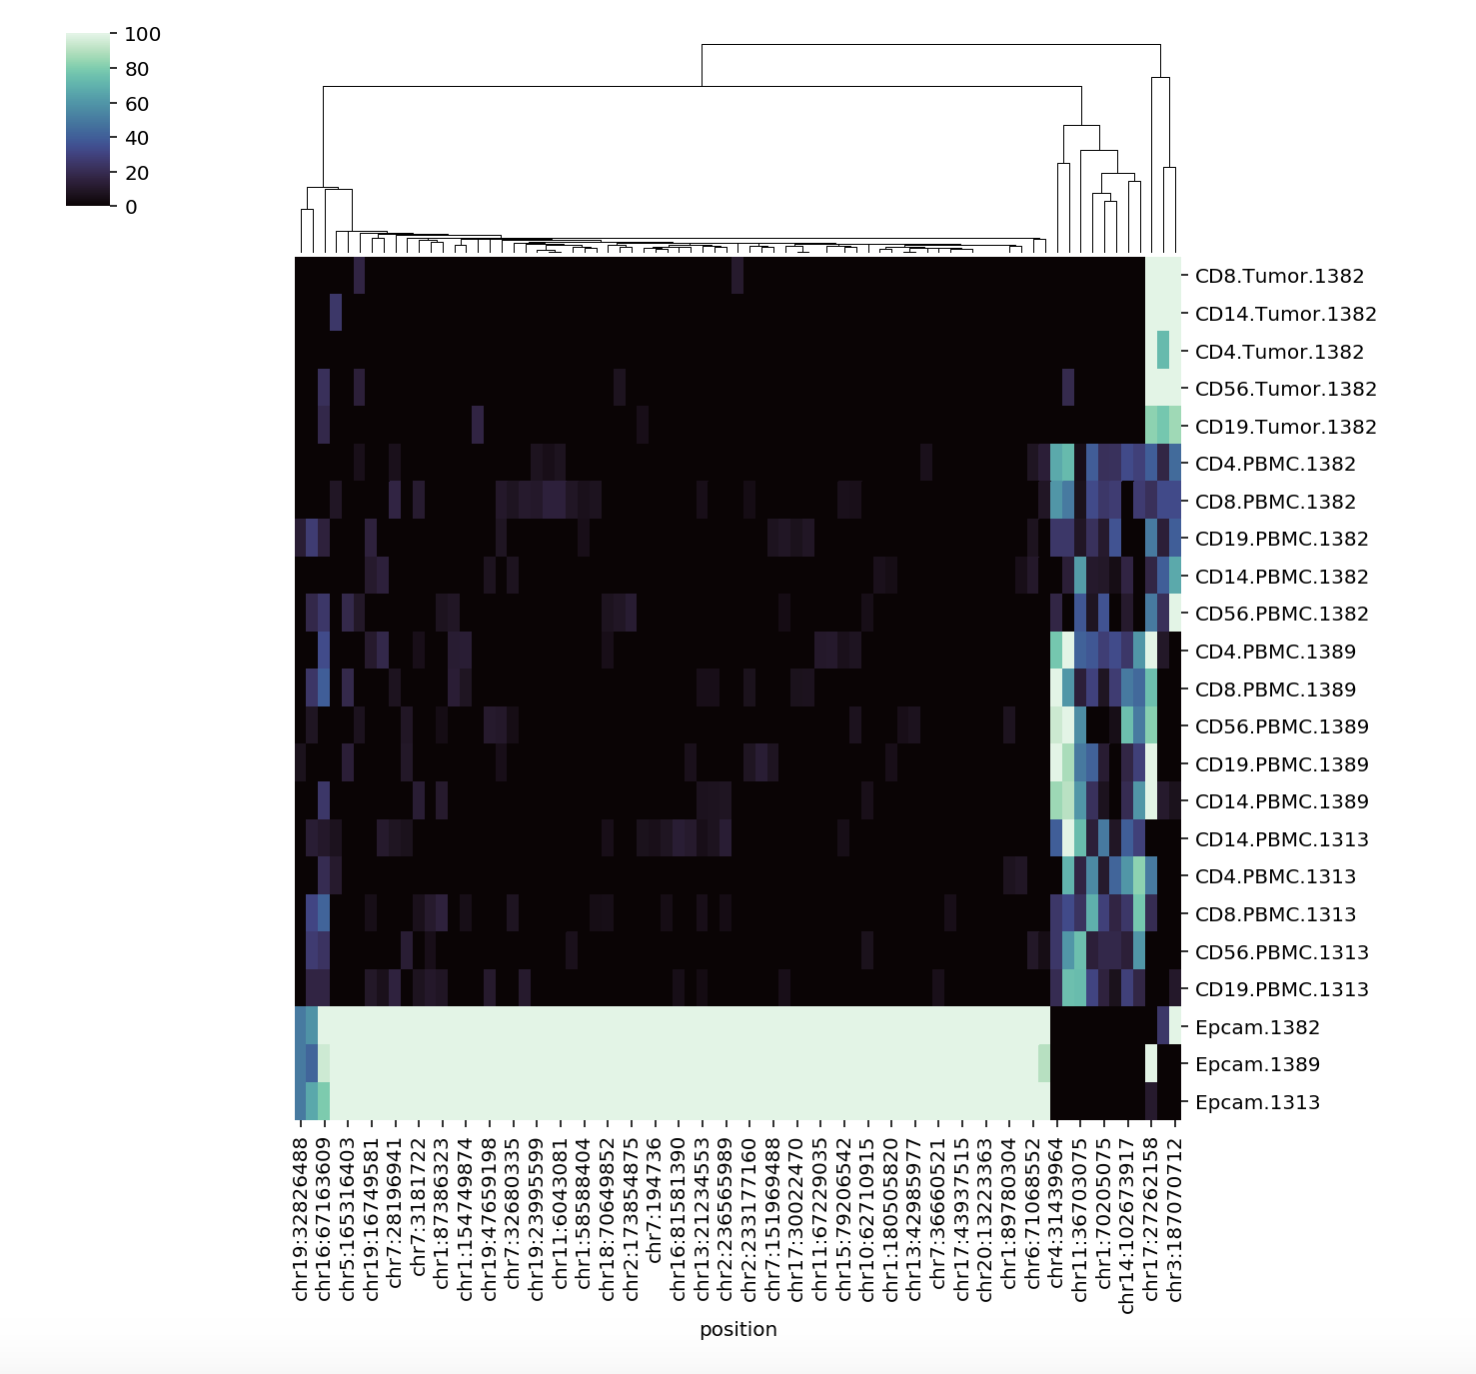 100
80
60
40
20
0
CD8.Tumor.1382
CD14.Tumor.1382
CD4.Tumor.1382
CD56.Tumor.1382
CD19.Tumor.1382
CD4.PBMC.1382
CD8.PBMC.1382
CD19.PBMC.1382
CD14.PBMC.1382
CD56.PBMC.1382
CD4.PBMC.1389
CD8.PBMC.1389
CD56.PBMC.1389
CD19.PBMC.1389
CD14.PBMC.1389
CD14.PBMC.1313
CD4.PBMC.1313
CD8.PBMC.1313
CD56.PBMC.1313
CD19.PBMC.1313
Epcam.1382
Epcam.1389
Epcam.1313
chr19:32826488
chr16:67163609
chr5:165316403
chr19:16749581
chr7:28196941
chr7:3181722
chr1:87386323
chr1:154749874
chr19:47659198
chr7:32680335
chr19:23995599
chr11:6043081
chr1:58588404
chr18:70649852
chr2:173854875
chr7:194736
chr16:81581390
chr13:21234553
chr2:236565989
chr2:233177160
chr7:151969488
chr17:30022470
chr11:67229035
chr15:79206542
chr10:62710915
chr1:180505820
chr13:42985977
chr7:36660521
chr17:43937515
chr20:13223363
chr1:89780304
chr6:71068552
chr4:31439964
chr11:36703075
chr1:70205075
chr14:102673917
chr17:27262158
chr3:187070712
position